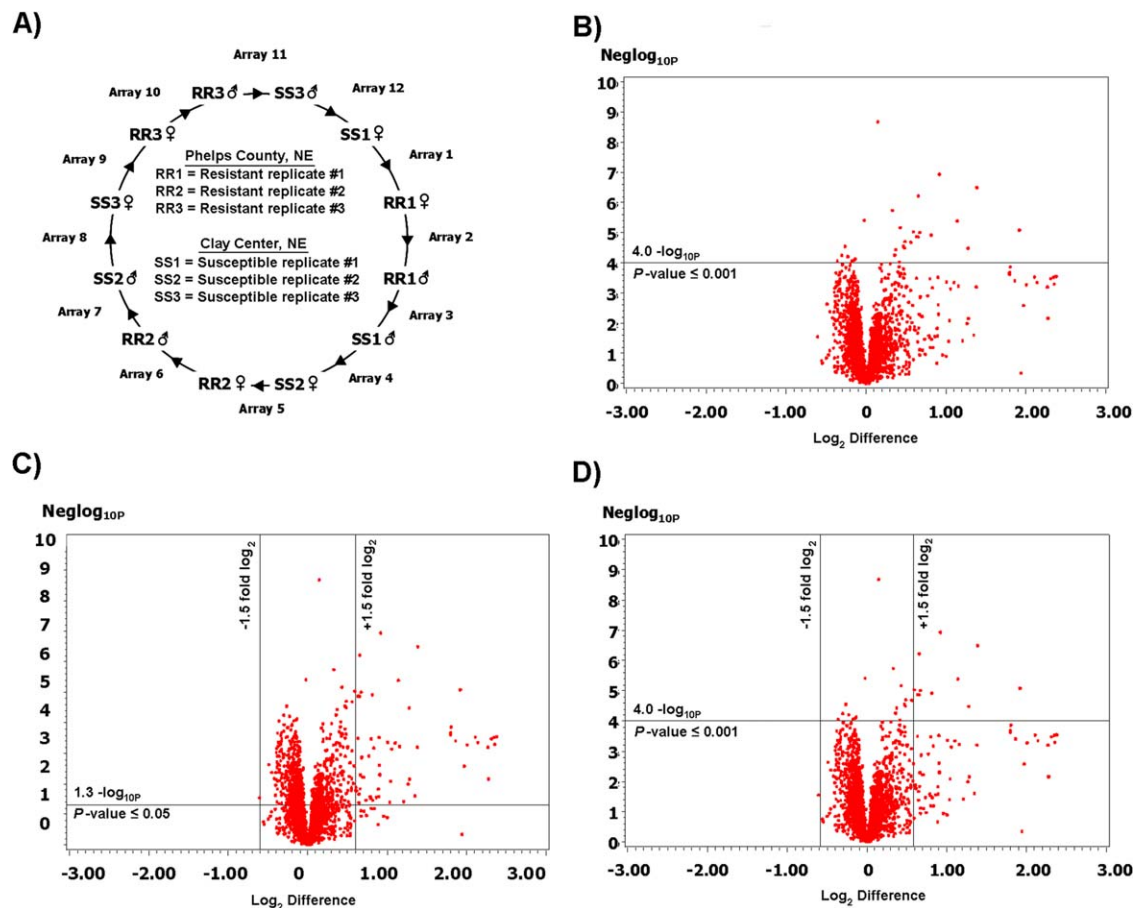 A)
Array 11
Array 10
RR3♂
SS3♂
Array 12
RR3♀
SS1♀
Array 9
Array 1
Phelps County, NE
RR1 = Resistant replicate #1
RR2 = Resistant replicate #2
RR3 = Resistant replicate #3
SS3♀
RR1♀
Array 8
Array 2
Clay Center, NE
SS1 = Susceptible replicate #1
SS2 = Susceptible replicate #2
SS3 = Susceptible replicate #3
SS2♂
RR1♂
Array 7
Array 3
RR2♂
SS1♂
Array 6
RR2♀
SS2♀
Array 4
Array 5
B)
Neglog10P
10
9
8
7
6
5
4.0 -log10P
4
P-value ≤ 0.001
3
2
1
0
-3.00 -2.00 -1.00 0 1.00 2.00 3.00
Log2 Difference
C)
Neglog10P
10
-1.5 fold log2
+1.5 fold log2
9
8
7
6
5
4
3
2
1.3 -log10P
1
P-value ≤ 0.05
0
-3.00 -2.00 -1.00 0 1.00 2.00 3.00
Log2 Difference
D)
Neglog10P
10
-1.5 fold log2
+1.5 fold log2
9
8
7
6
5
4.0 -log10P
4
P-value ≤ 0.001
3
2
1
0
-3.00 -2.00 -1.00 0 1.00 2.00 3.00
Log2 Difference